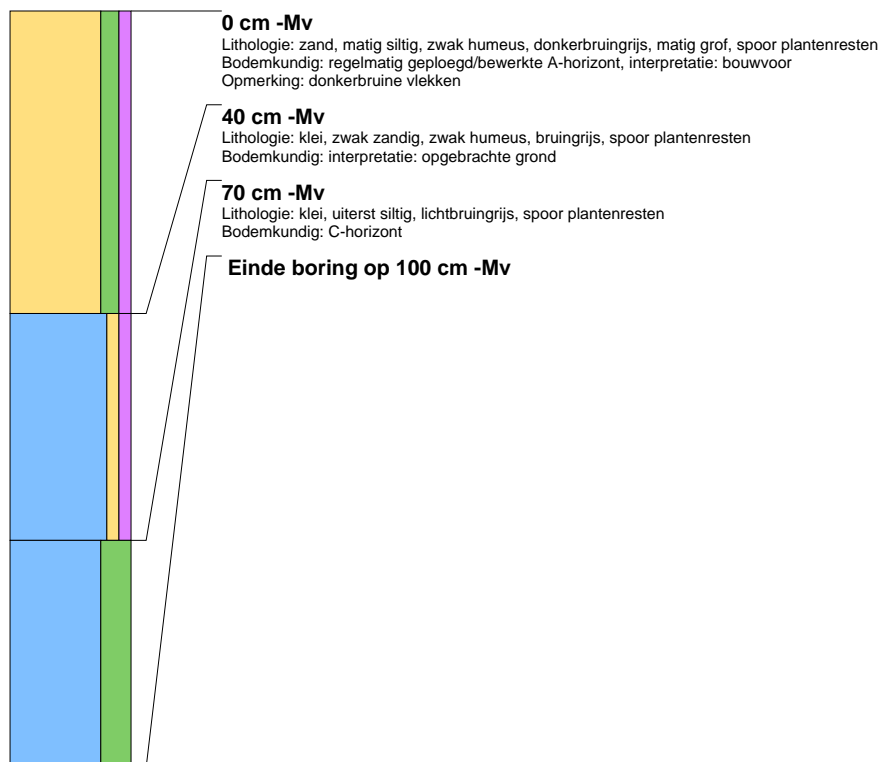 0 cm -Mv
Lithologie: zand, matig siltig, zwak humeus, donkerbruingrijs, matig grof, spoor plantenresten
Bodemkundig: regelmatig geploegd/bewerkte A-horizont, interpretatie: bouwvoor
Opmerking: donkerbruine vlekken
40 cm -Mv
Lithologie: klei, zwak zandig, zwak humeus, bruingrijs, spoor plantenresten
Bodemkundig: interpretatie: opgebrachte grond
70 cm -Mv
Lithologie: klei, uiterst siltig, lichtbruingrijs, spoor plantenresten
Bodemkundig: C-horizont
Einde boring op 100 cm -Mv